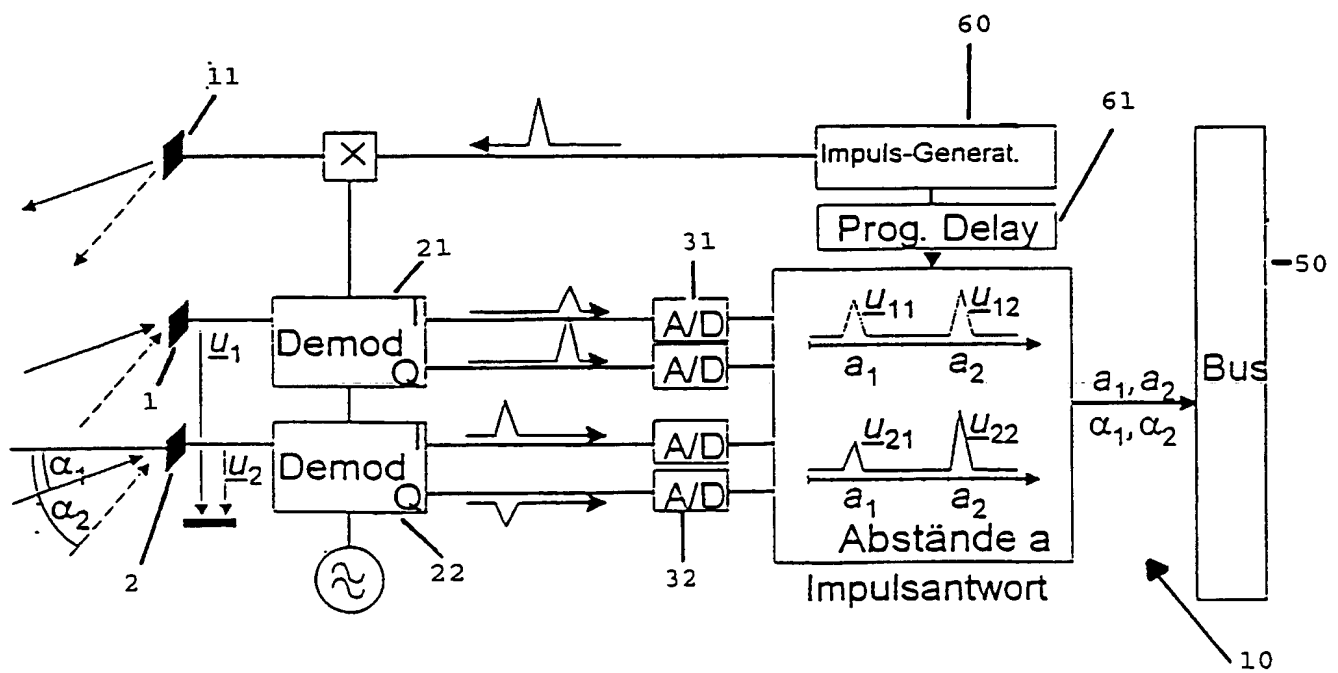 60
11
61
Impuls-Generat.
Prog. Delay
21
31
50
I
A/D
u11 u12
u1
Demod
Q
A/D
a1 a2
Bus
1
a1, a2
α1, α2
I
A/D
u21 u22
α1
u2
Demod
α2
Q
A/D
a1 a2
Abstände a
2
22
32
Impulsantwort
10